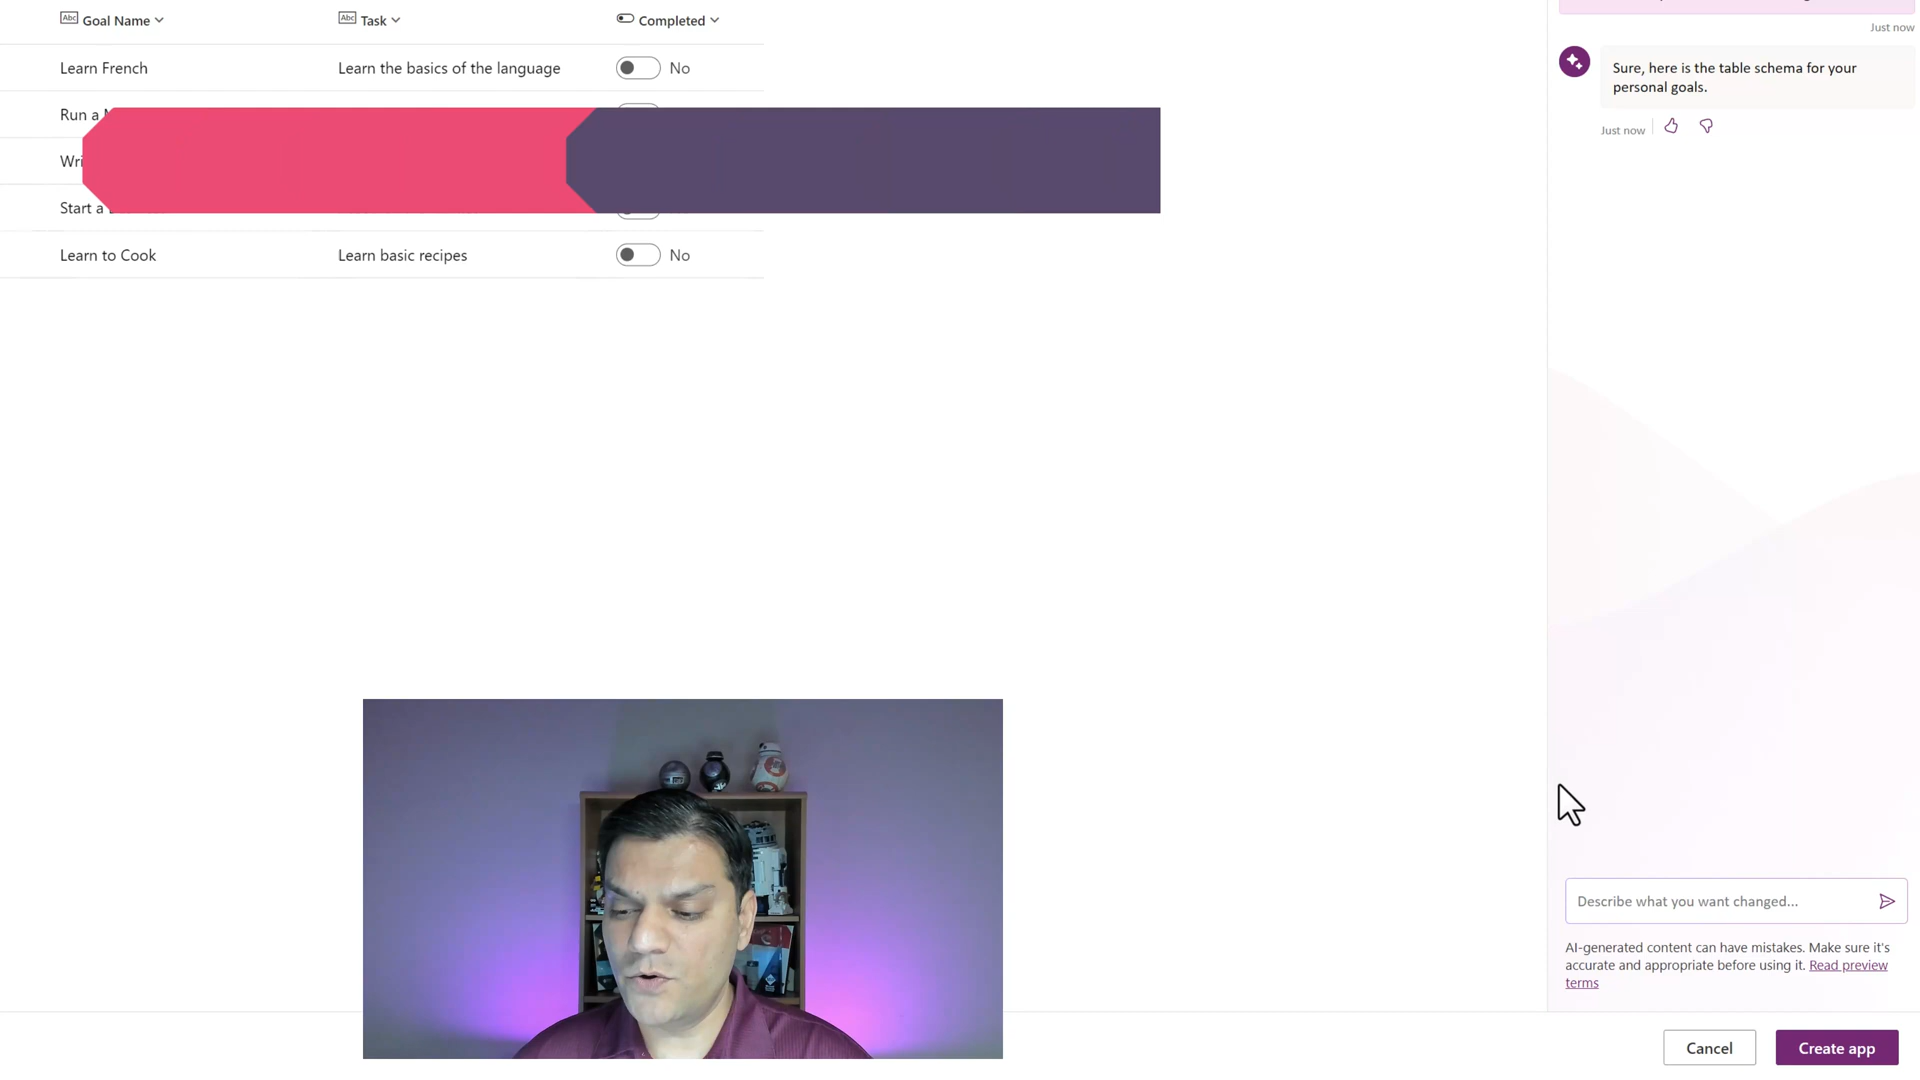 Abc Goal Name
Abc Task
Completed
Just now
Learn French
Learn the basics of the language
No
Sure, here is the table schema for your
personal goals.
Just now
Run a
Start a
Learn to Cook
Learn basic recipes
No
Describe what you want changed...
AI-generated content can have mistakes. Make sure it's
accurate and appropriate before using it. Read preview
terms
Cancel
Create app